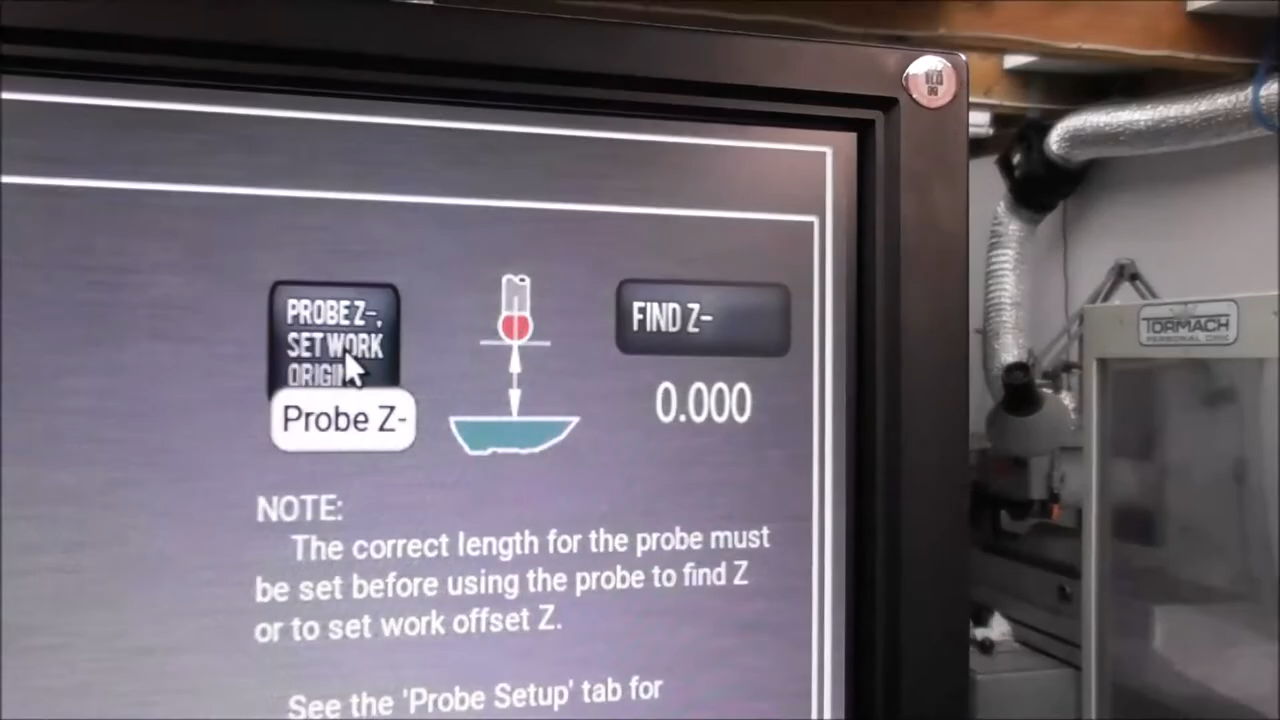 PROBE Z-,
SET WORK
ORIGIN
Probe Z-
FIND Z-
0.000
NOTE:
The correct length for the probe must
be set before using the probe to find Z
or to set work offset Z.
See the 'Probe Setup' tab for
TORMACH
PERSONAL CNC